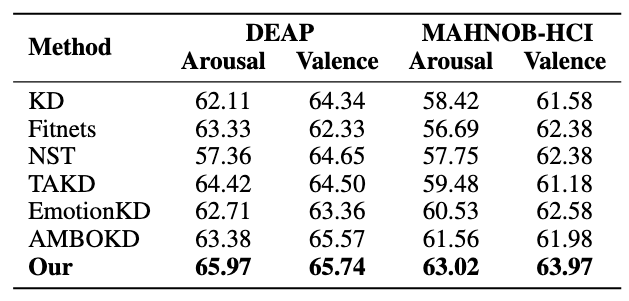 Method DEAP MAHNOB-HCI
Arousal Valence Arousal Valence
KD 62.11 64.34 58.42 61.58
Fitnets 63.33 62.33 56.69 62.38
NST 57.36 64.65 57.75 62.38
TAKD 64.42 64.50 59.48 61.18
EmotionKD 62.71 63.36 60.53 62.58
AMBOKD 63.38 65.57 61.56 61.98
Our 65.97 65.74 63.02 63.97